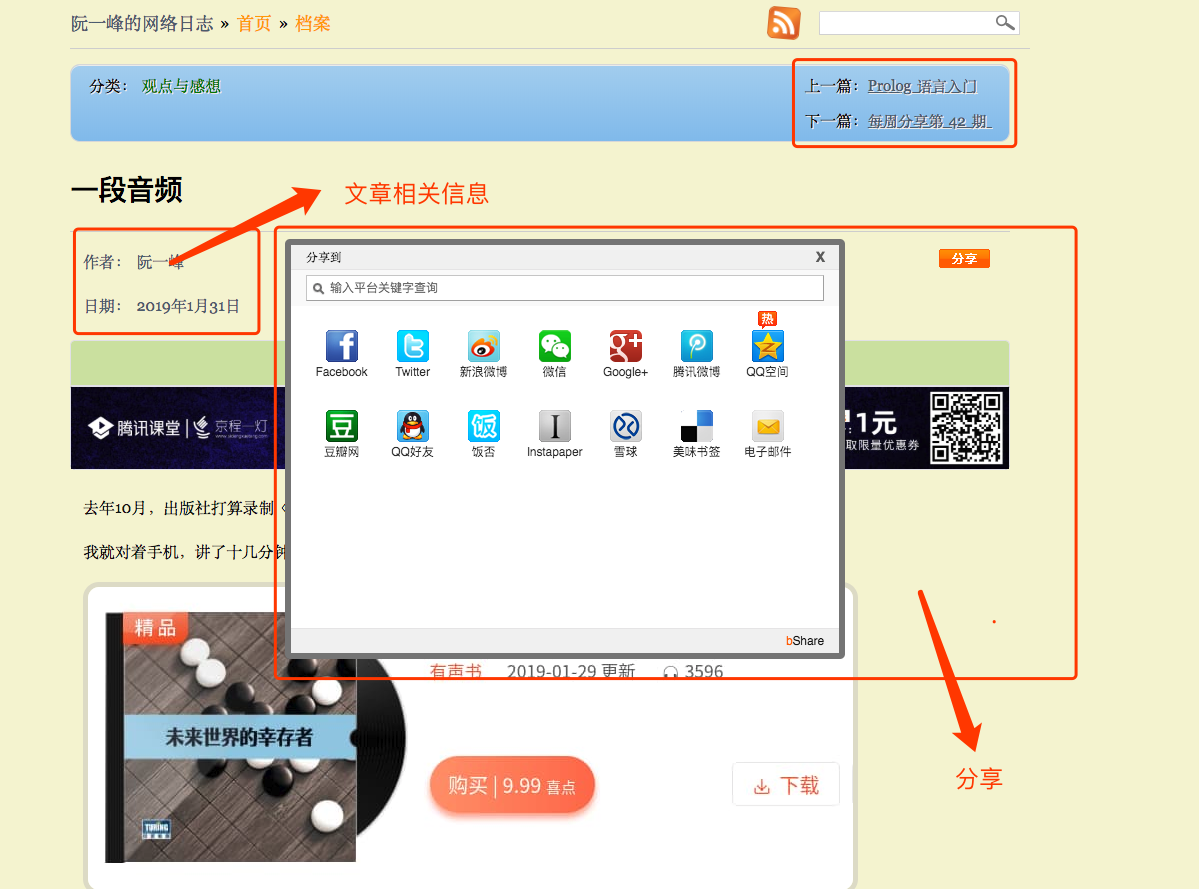 阮一峰的网络日志 » 首页 » 档案
分类： 观点与感想
上一篇：Prolog 语言入门
下一篇：每周分享第 42 期
一段音频
文章相关信息
作者： 阮一峰
日期： 2019年1月31日
分享
分享到
X
输入平台关键字查询
热
Facebook
Twitter
新浪微博
微信
Google+
腾讯微博
QQ空间
豆瓣网
QQ好友
饭否
Instapaper
雪球
美味书签
电子邮件
bShare
腾讯课堂 | 京程一灯
1元
取限量优惠券
去年10月，出版社打算录制《
我就对着手机，讲了十几分钟
精品
未来世界的幸存者
TURING
有声书 2019-01-29 更新 3596
购买 | 9.99 喜点
下载
分享